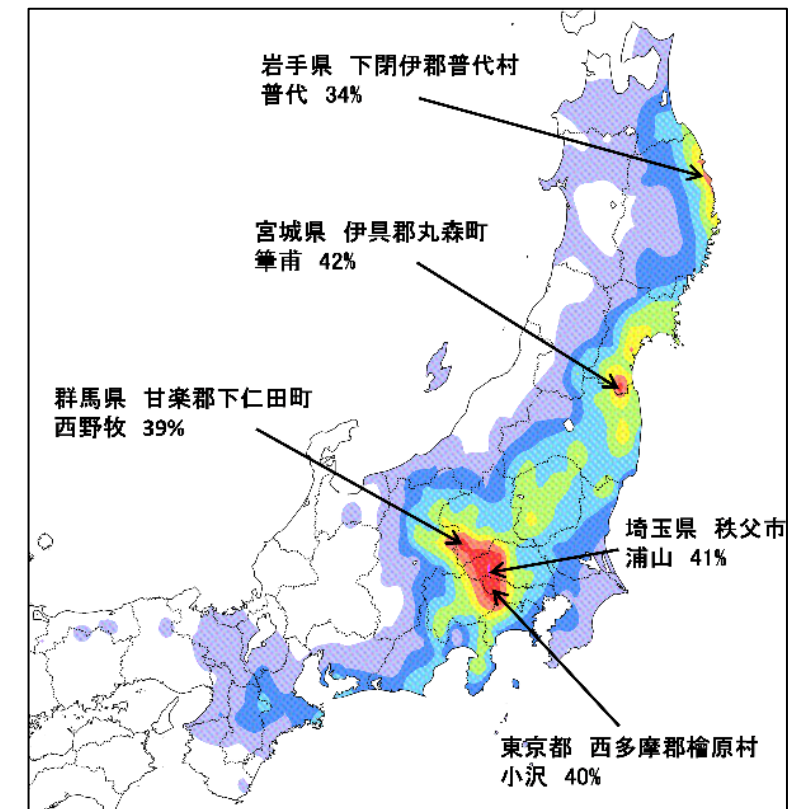 岩手県 下閉伊郡普代村
普代 34%
宮城県 伊具郡丸森町
筆甫 42%
群馬県 甘楽郡下仁田町
西野牧 39%
埼玉県 秩父市
浦山 41%
東京都 西多摩郡檜原村
小沢 40%